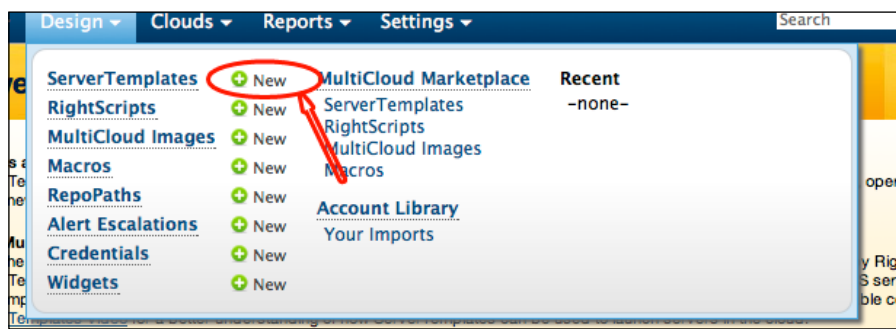 Design Clouds Reports Settings Search
ServerTemplates New MultiCloud Marketplace Recent
RightScripts New ServerTemplates -none-
MultiCloud Images New RightScripts
Macros New MultiCloud Images
RepoPaths New Macros
Alert Escalations New Account Library
Credentials New Your Imports
Widgets New